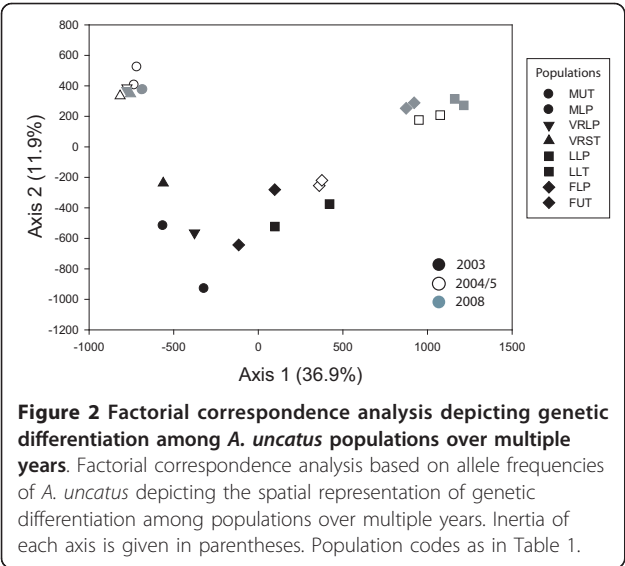 800
600
400
200
0
-200
-400
-600
-800
-1000
-1200
Axis 2 (11.9%)
-1000
-500
0
500
1000
1500
Axis 1 (36.9%)
2003
2004/5
2008
Populations
MUT
MLP
VRLP
VRST
LLP
LLT
FLP
FUT
Figure 2 Factorial correspondence analysis depicting genetic
differentiation among A. uncatus populations over multiple
years. Factorial correspondence analysis based on allele frequencies
of A. uncatus depicting the spatial representation of genetic
differentiation among populations over multiple years. Inertia of
each axis is given in parentheses. Population codes as in Table 1.